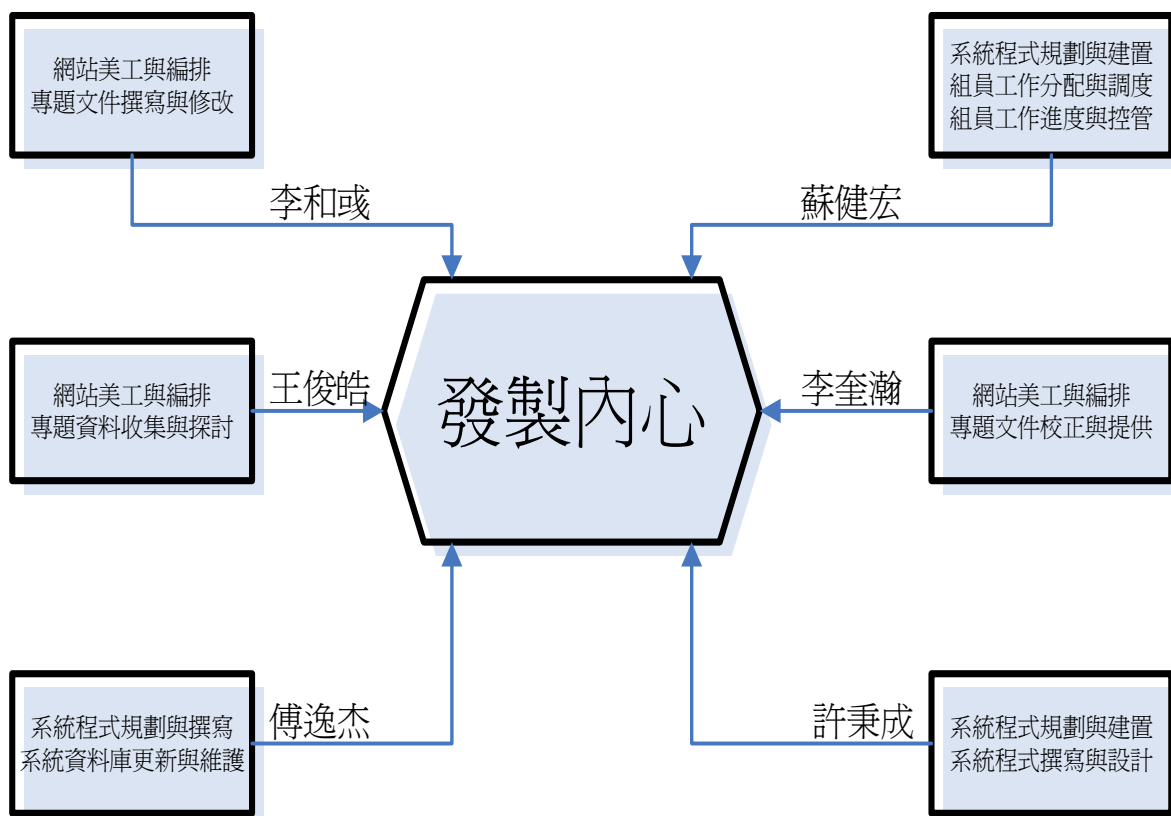 網站美工與編排
專題文件撰寫與修改
系統程式規劃與建置
組員工作分配與調度
組員工作進度與控管
李和彧
蘇健宏
網站美工與編排
專題資料收集與探討
王俊皓
發製內心
李奎瀚
網站美工與編排
專題文件校正與提供
系統程式規劃與撰寫
系統資料庫更新與維護
傅逸杰
許秉成
系統程式規劃與建置
系統程式撰寫與設計